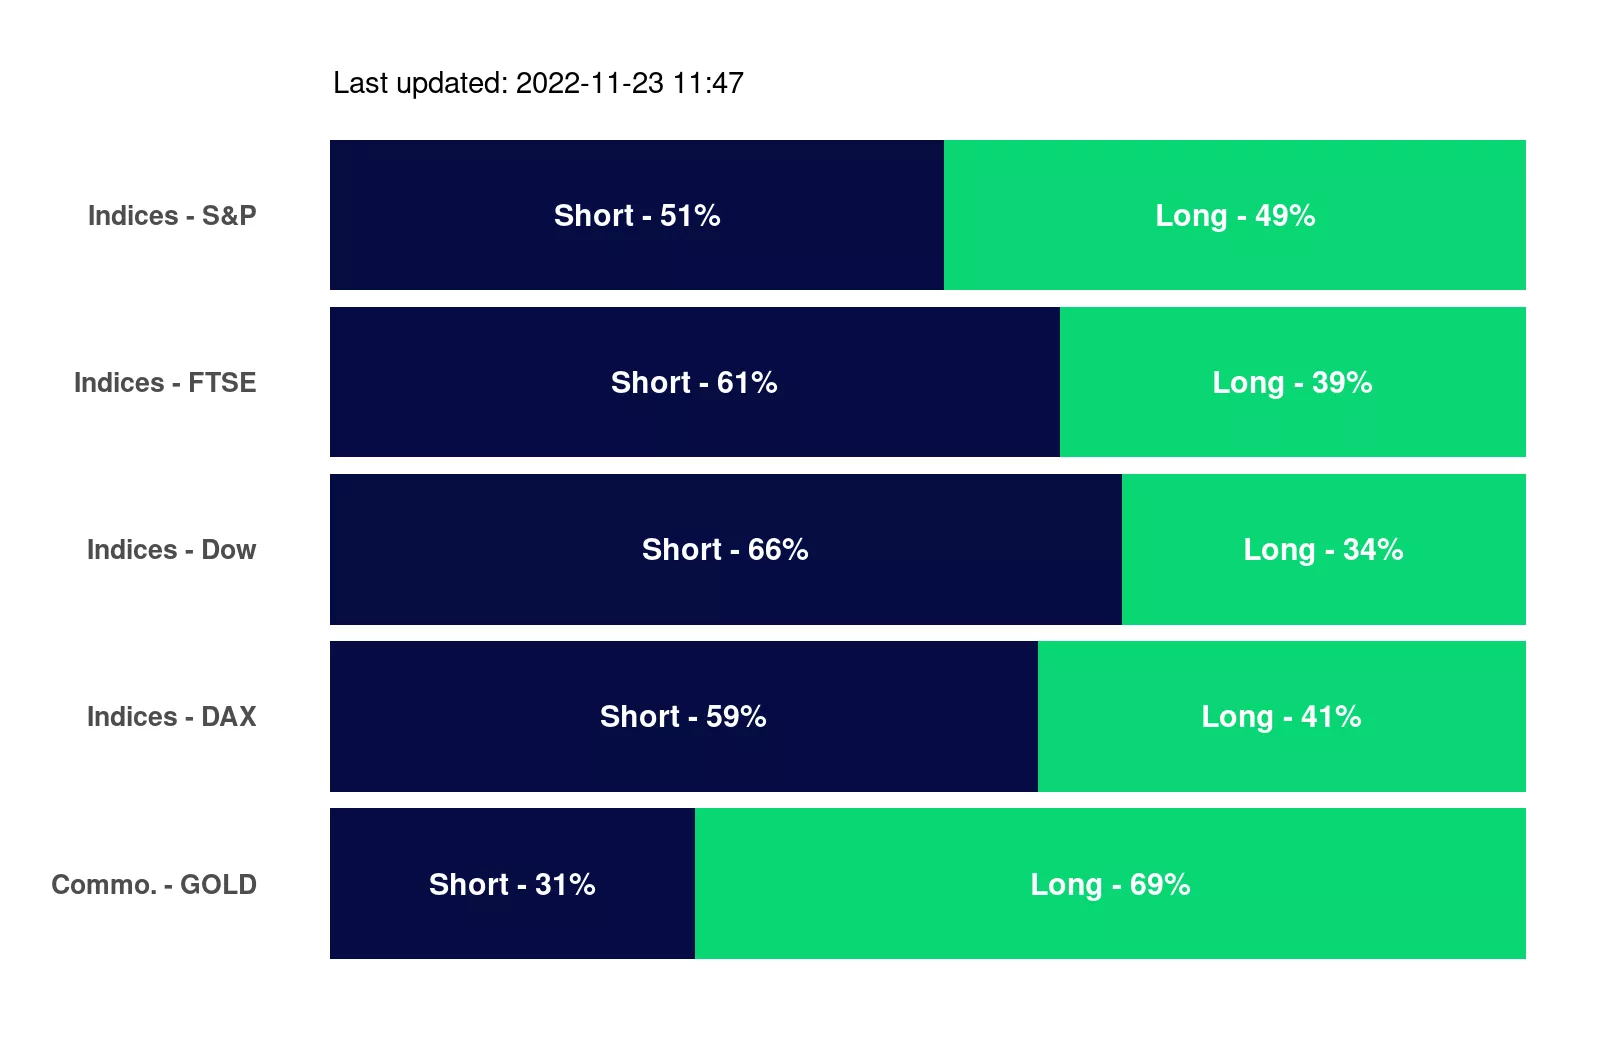 Last updated: 2022-11-23 11:47
Indices - S&P Short - 51% Long - 49%
Indices - FTSE Short - 61% Long - 39%
Indices - Dow Short - 66% Long - 34%
Indices - DAX Short - 59% Long - 41%
Commo. - GOLD Short - 31% Long - 69%